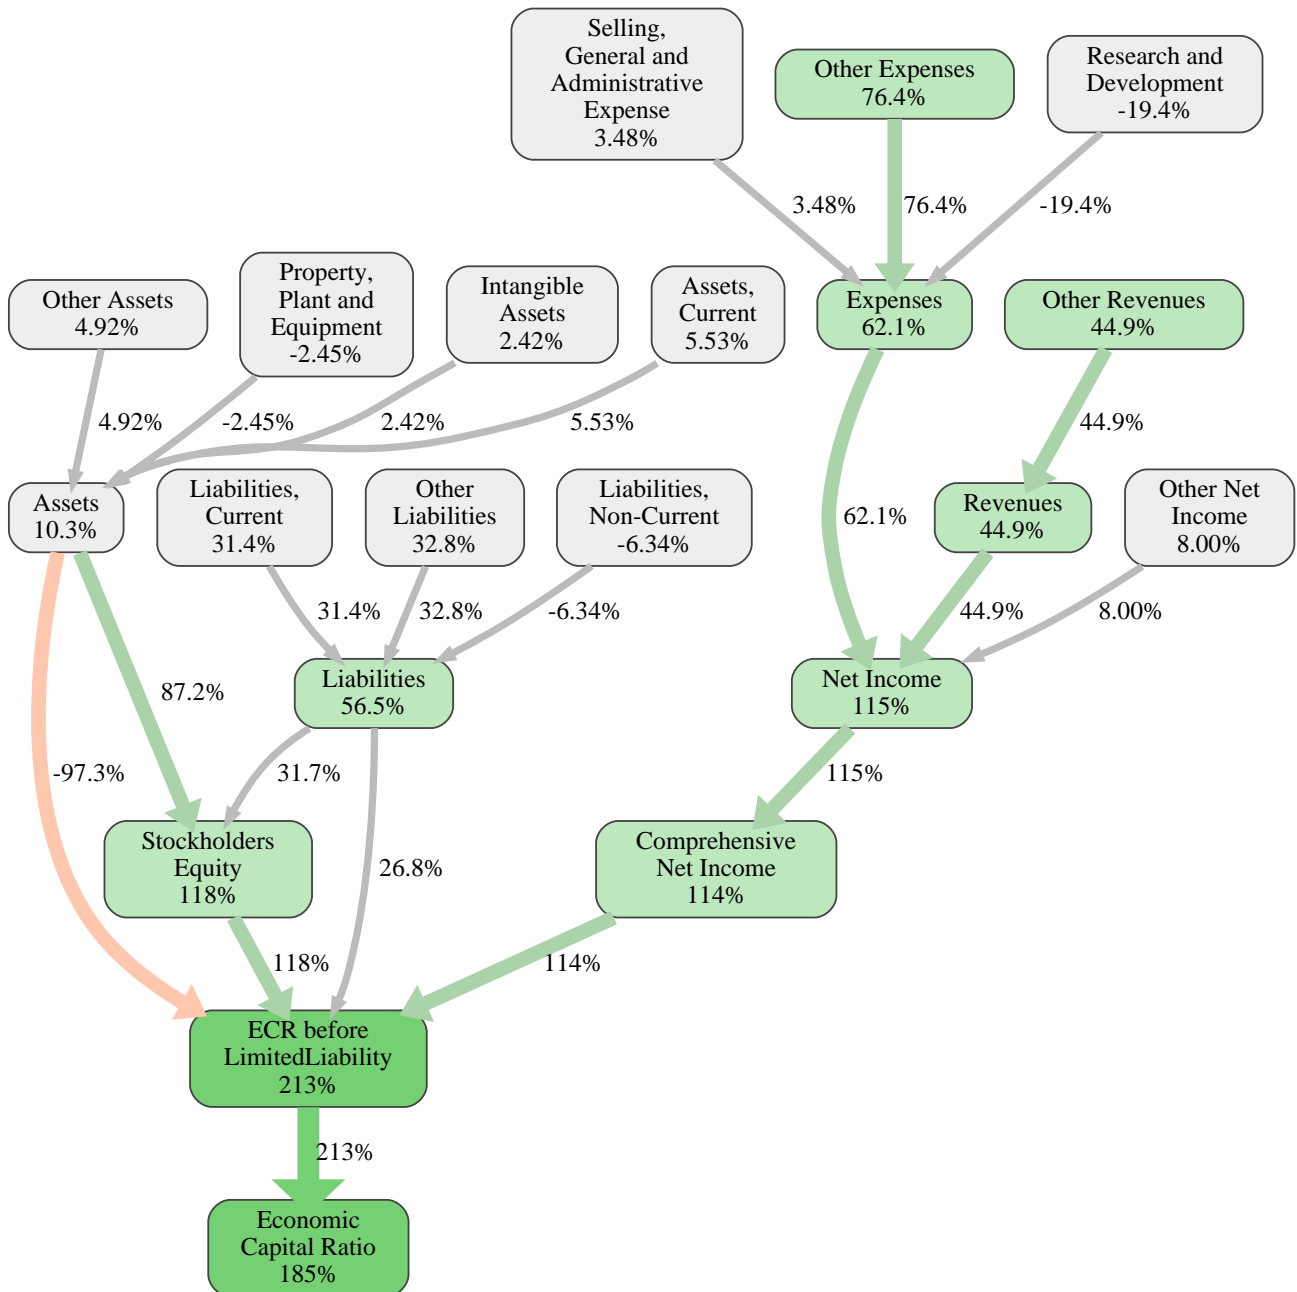 Selling,
General and
Administrative
Expense
3.48%
Other Expenses
76.4%
Research and
Development
-19.4%
3.48%
76.4%
-19.4%
Other Assets
4.92%
Property,
Plant and
Equipment
-2.45%
Intangible
Assets
2.42%
Assets,
Current
5.53%
Expenses
62.1%
Other Revenues
44.9%
4.92%
-2.45%
2.42%
5.53%
44.9%
Assets
10.3%
Liabilities,
Current
31.4%
Other
Liabilities
32.8%
Liabilities,
Non-Current
-6.34%
62.1%
Revenues
44.9%
Other Net
Income
8.00%
31.4%
32.8%
-6.34%
44.9%
8.00%
87.2%
Liabilities
56.5%
Net Income
115%
-97.3%
31.7%
115%
Stockholders
Equity
118%
26.8%
Comprehensive
Net Income
114%
118%
114%
ECR before
LimitedLiability
213%
213%
Economic
Capital Ratio
185%